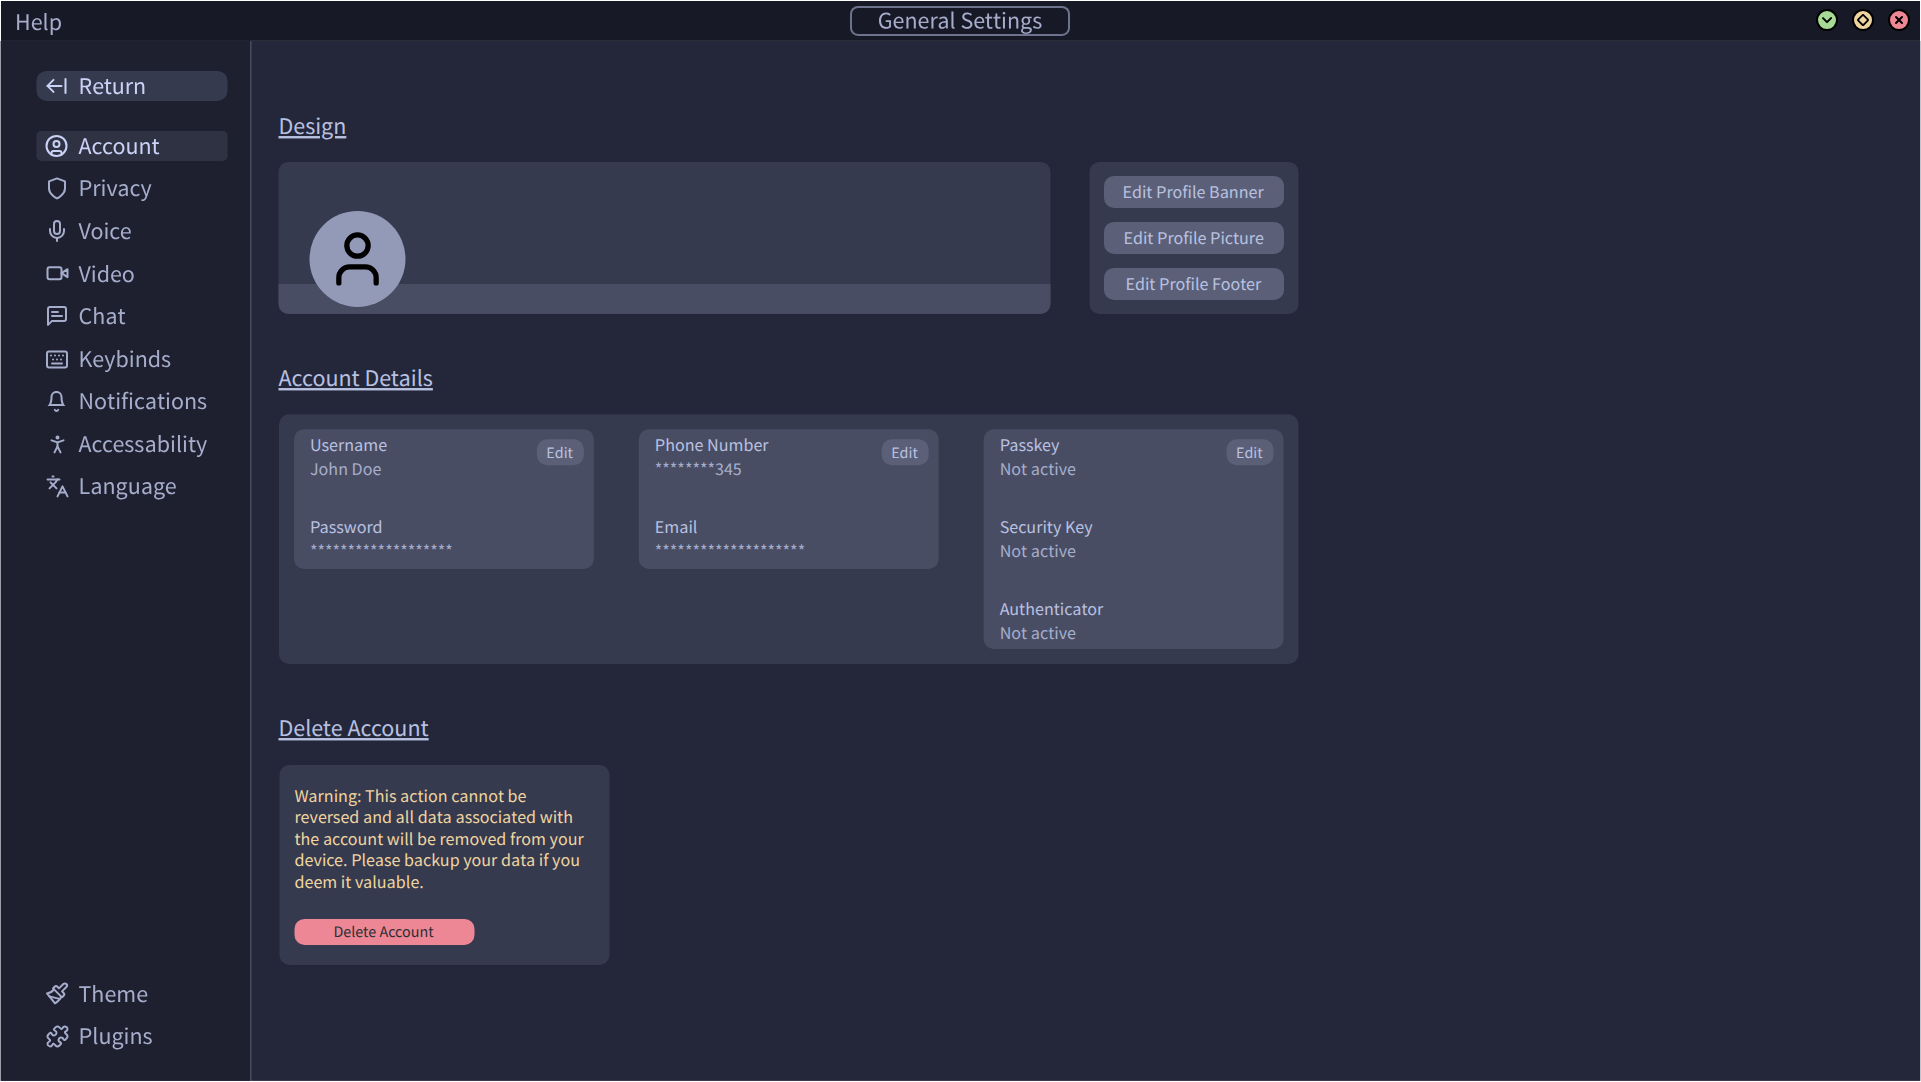 Help
General Settings
Return
Account
Privacy
Voice
Video
Chat
Keybinds
Notifications
Accessability
Language
Theme
Plugins
Design
Edit Profile Banner
Edit Profile Picture
Edit Profile Footer
Account Details
Username
John Doe
Edit
Password
*******************
Phone Number
********345
Edit
Email
********************
Passkey
Not active
Edit
Security Key
Not active
Authenticator
Not active
Delete Account
Warning: This action cannot be
reversed and all data associated with
the account will be removed from your
device. Please backup your data if you
deem it valuable.
Delete Account